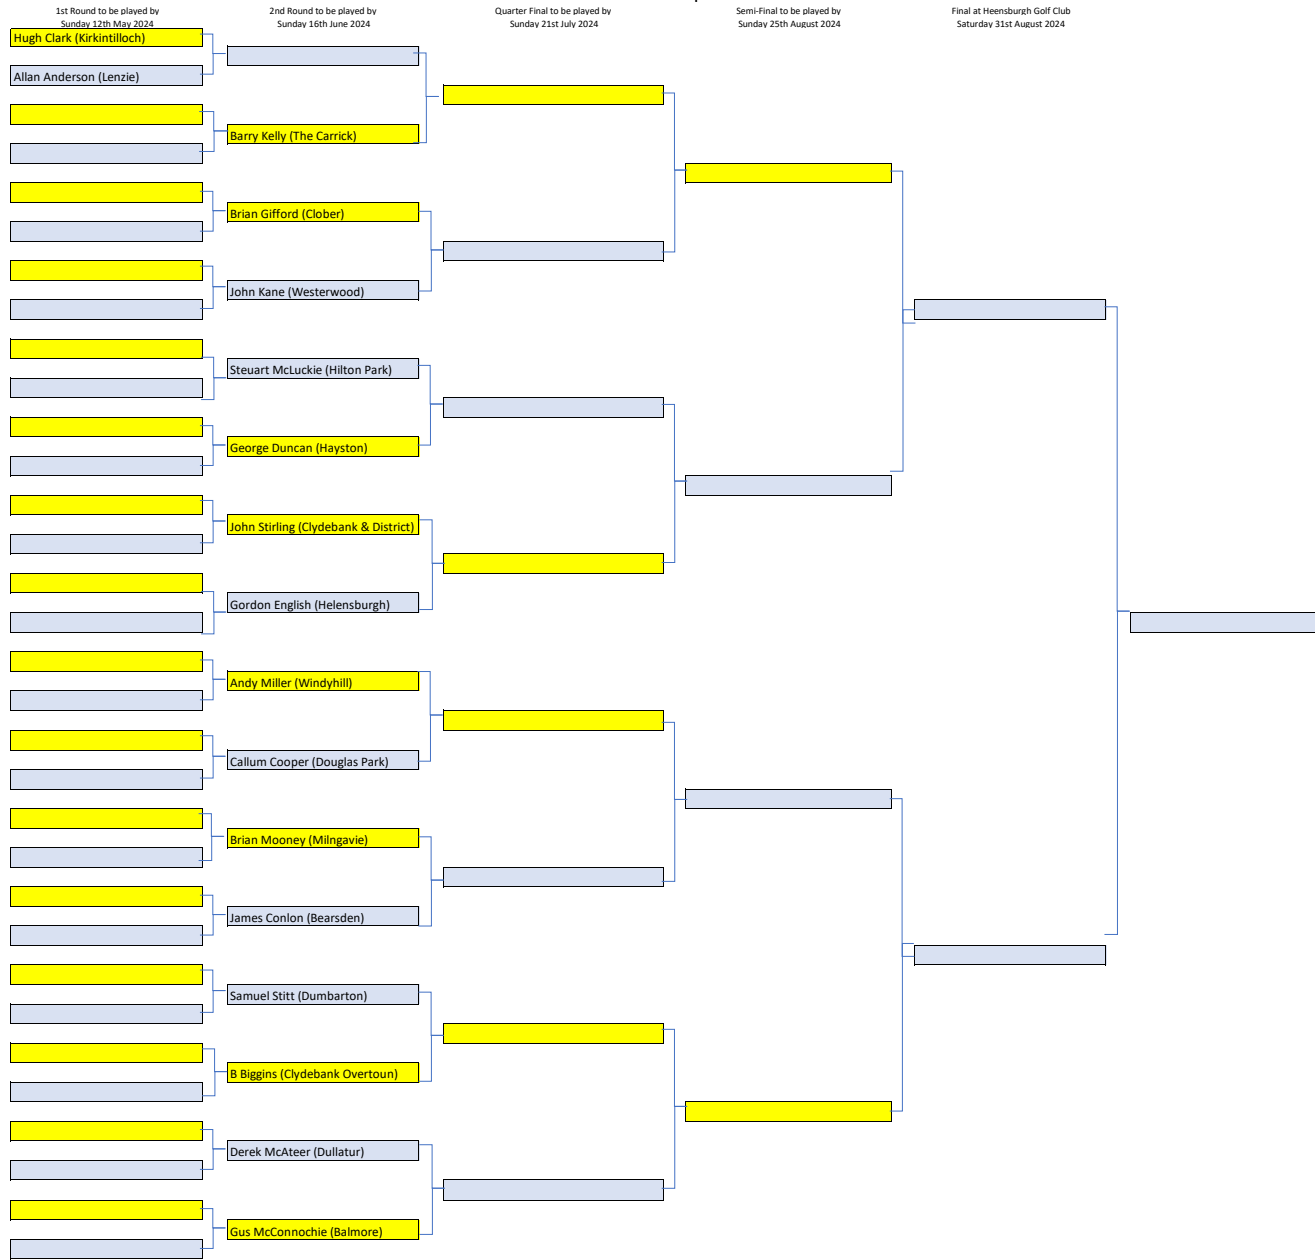 1st Round to be played by
Sunday 12th May 2024
2nd Round to be played by
Sunday 16th June 2024
Quarter Final to be played by
Sunday 21st July 2024
Semi-Final to be played by
Sunday 25th August 2024
Final at Heensburgh Golf Club
Saturday 31st August 2024
Hugh Clark (Kirkintilloch)
Allan Anderson (Lenzie)
Barry Kelly (The Carrick)
Brian Gifford (Clober)
John Kane (Westerwood)
Steuart McLuckie (Hilton Park)
George Duncan (Hayston)
John Stirling (Clydebank & District)
Gordon English (Helensburgh)
Andy Miller (Windyhill)
Callum Cooper (Douglas Park)
Brian Mooney (Milngavie)
James Conlon (Bearsden)
Samuel Stitt (Dumbarton)
B Biggins (Clydebank Overtoun)
Derek McAteer (Dullatur)
Gus McConnochie (Balmore)